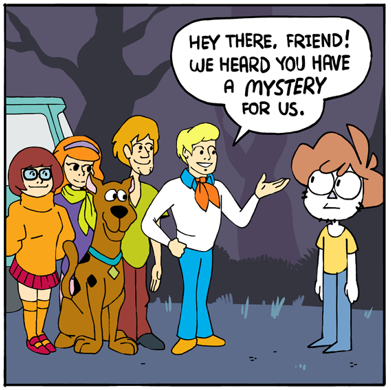 HEY THERE, FRIEND!
WE HEARD YOU HAVE
A MYSTERY
FOR US.